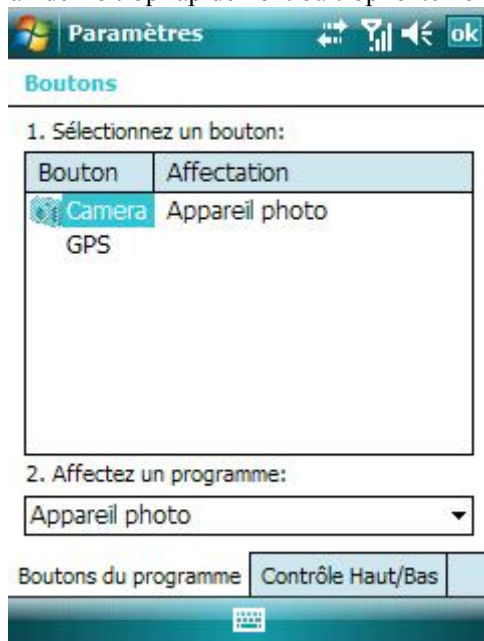 Paramètres ok
Boutons
1. Sélectionnez un bouton:
Bouton Affectation
Camera Appareil photo
GPS
2. Affectez un programme:
Appareil photo
Boutons du programme Contrôle Haut/Bas